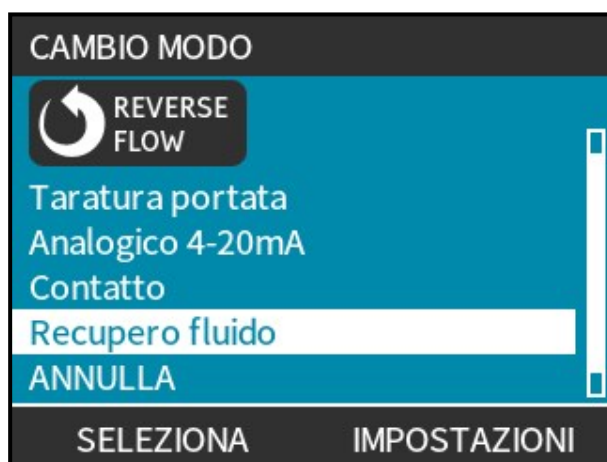 CAMBIO MODO
REVERSE
FLOW
Taratura portata
Analogico 4-20mA
Contatto
Recupero fluido
ANNULLA
SELEZIONA IMPOSTAZIONI